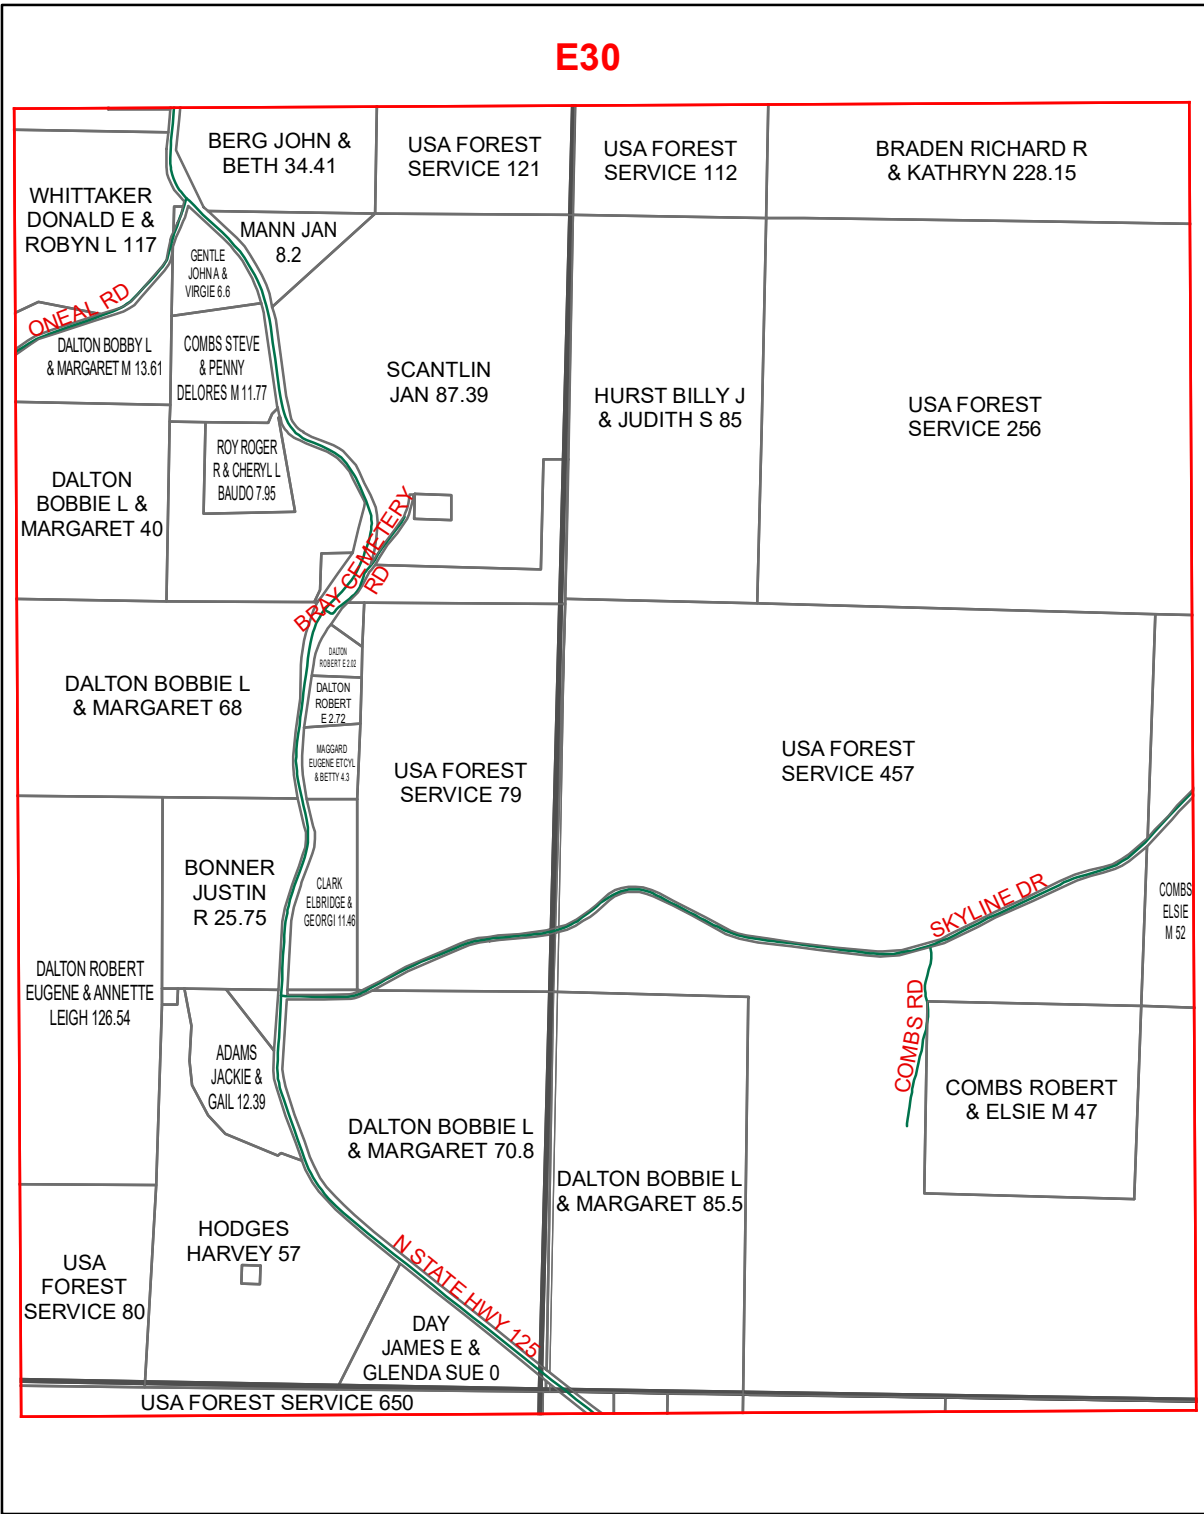 E30
BERG JOHN &
BETH 34.41
USA FOREST
SERVICE 121
USA FOREST
SERVICE 112
BRADEN RICHARD R
& KATHRYN 228.15
WHITTAKER
DONALD E &
ROBYN L 117
MANN JAN
8.2
GENTLE
JOHN A &
VIRGIE 6.6
ONEAL RD
DALTON BOBBY L
& MARGARET M 13.61
COMBS STEVE
& PENNY
DELORES M 11.77
SCANTLIN
JAN 87.39
HURST BILLY J
& JUDITH S 85
USA FOREST
SERVICE 256
ROY ROGER
R & CHERYL L
BAUDO 7.95
DALTON
BOBBIE L &
MARGARET 40
BRAY CEMETERY
RD
DALTON
ROBERT E 2.02
DALTON BOBBIE L
& MARGARET 68
DALTON
ROBERT
E 2.72
MAGGARD
EUGENE ETCYL
& BETTY 4.3
USA FOREST
SERVICE 79
USA FOREST
SERVICE 457
BONNER
JUSTIN
R 25.75
CLARK
ELBRIDGE &
GEORGI 11.46
SKYLINE DR
COMBS
ELSIE
M 52
DALTON ROBERT
EUGENE & ANNETTE
LEIGH 126.54
COMBS RD
ADAMS
JACKIE &
GAIL 12.39
COMBS ROBERT
& ELSIE M 47
DALTON BOBBIE L
& MARGARET 70.8
DALTON BOBBIE L
& MARGARET 85.5
HODGES
HARVEY 57
N STATE HWY 125
USA
FOREST
SERVICE 80
DAY
JAMES E &
GLENDA SUE 0
USA FOREST SERVICE 650